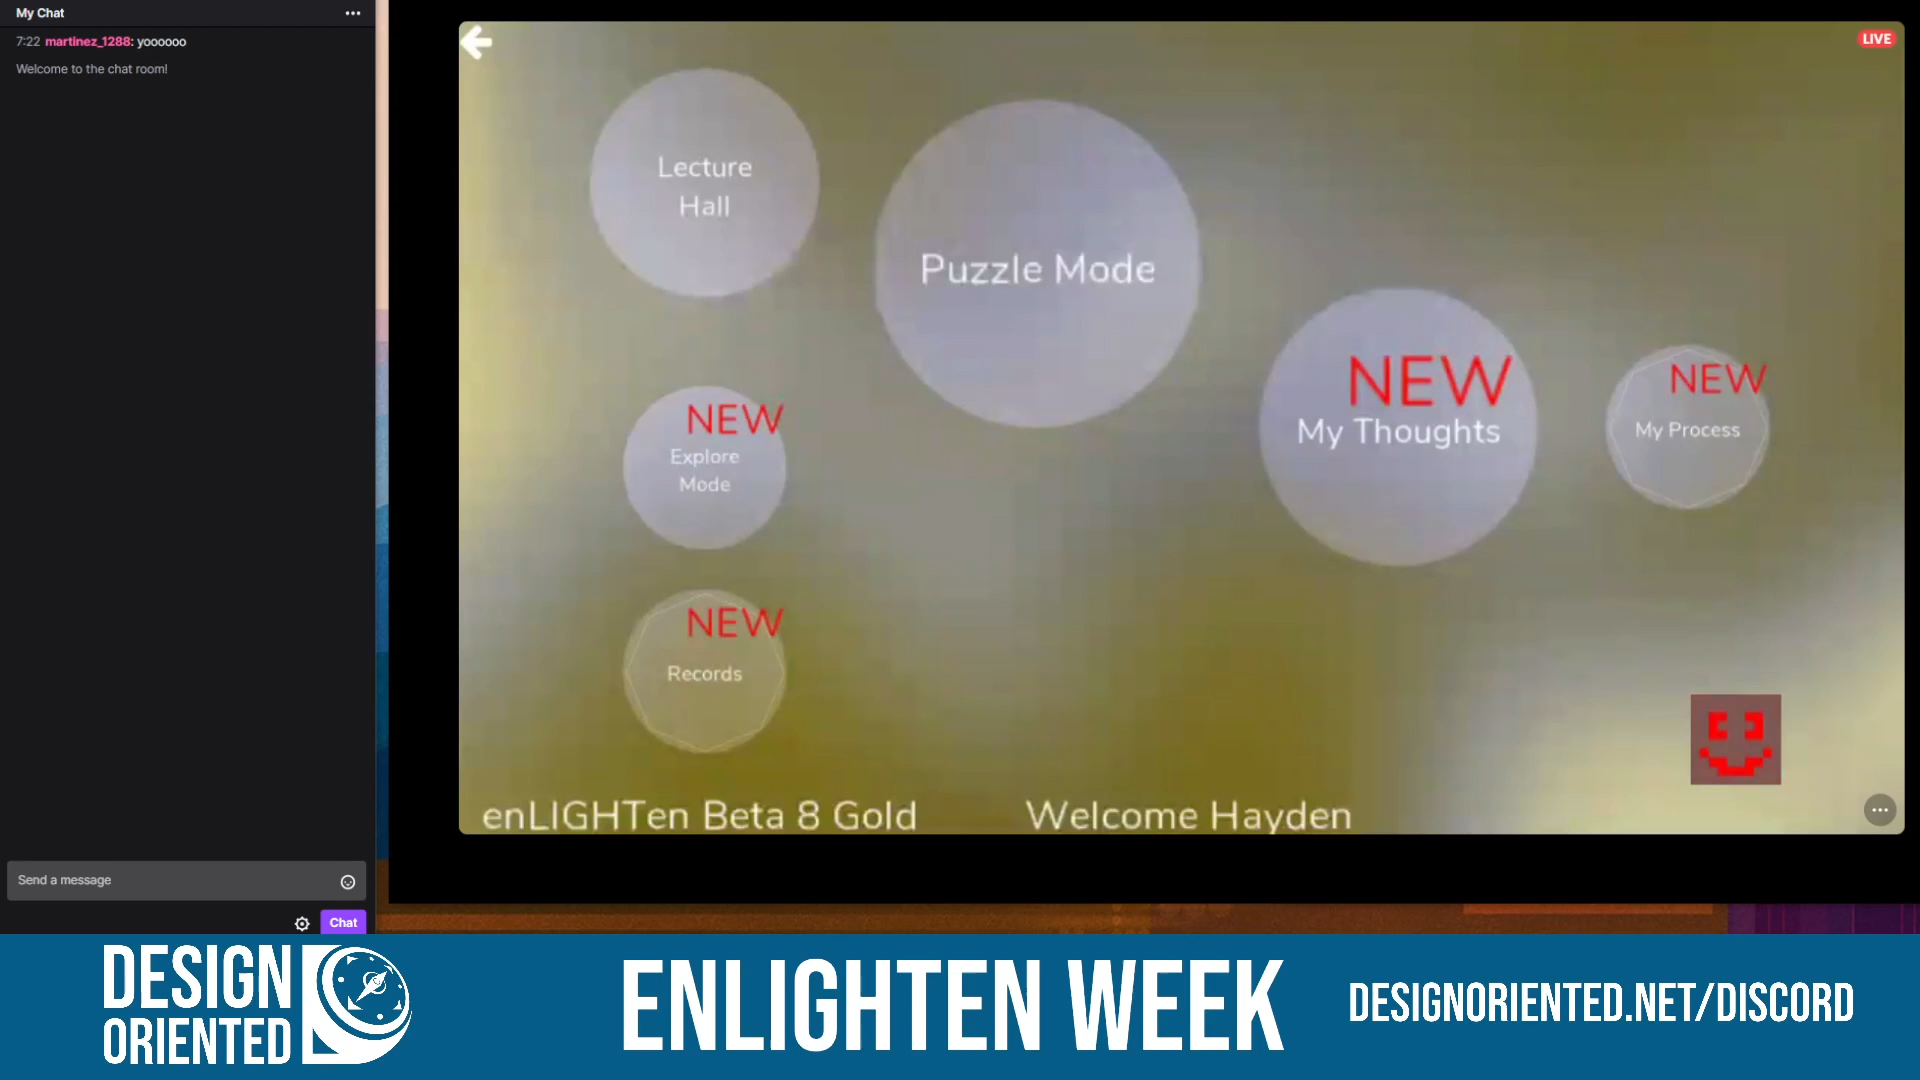 My Chat
7:22 martinez_1288: yoooooo
Welcome to the chat room!
Send a message
Chat
LIVE
Lecture
Hall
Puzzle Mode
NEW
My Thoughts
NEW
My Process
NEW
Explore
Mode
NEW
Records
enLIGHTen Beta 8 Gold
Welcome Hayden
DESIGN
ORIENTED
ENLIGHTEN WEEK
DESIGNORIENTED.NET/DISCORD